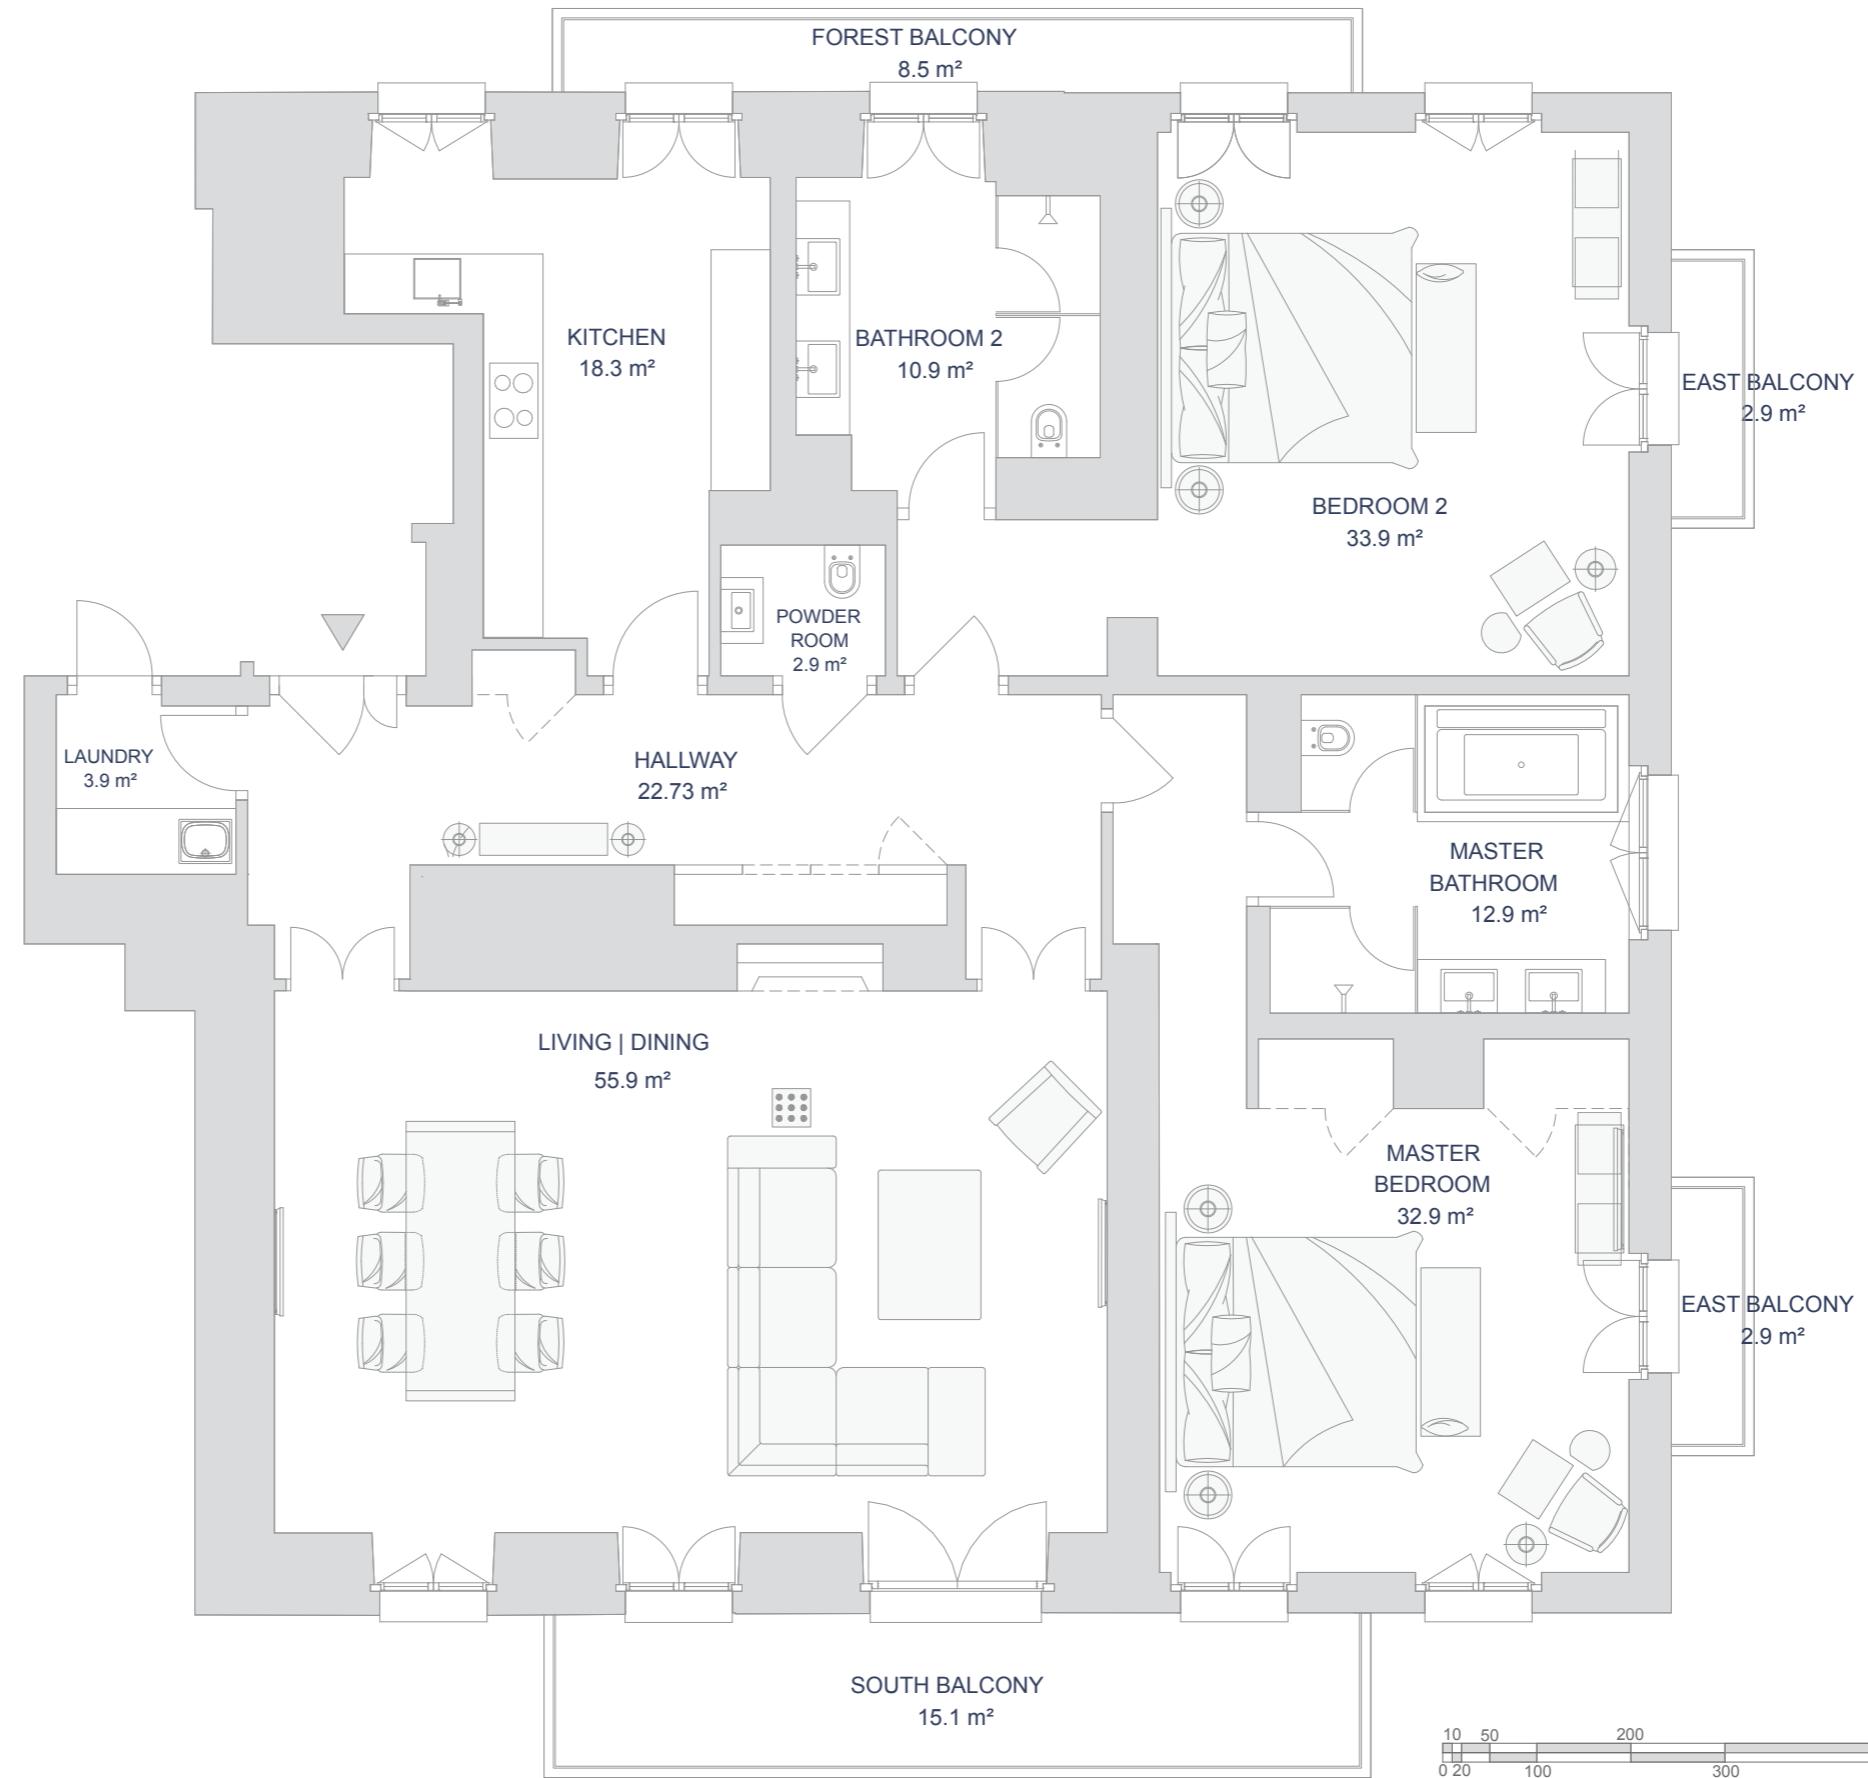 FOREST BALCONY
8.5 m²
KITCHEN
18.3 m²
BATHROOM 2
10.9 m²
EAST BALCONY
2.9 m²
BEDROOM 2
33.9 m²
POWDER
ROOM
2.9 m²
LAUNDRY
3.9 m²
HALLWAY
22.73 m²
MASTER
BATHROOM
12.9 m²
LIVING | DINING
55.9 m²
MASTER
BEDROOM
32.9 m²
EAST BALCONY
2.9 m²
SOUTH BALCONY
15.1 m²
10 50 200
0 20 100 300